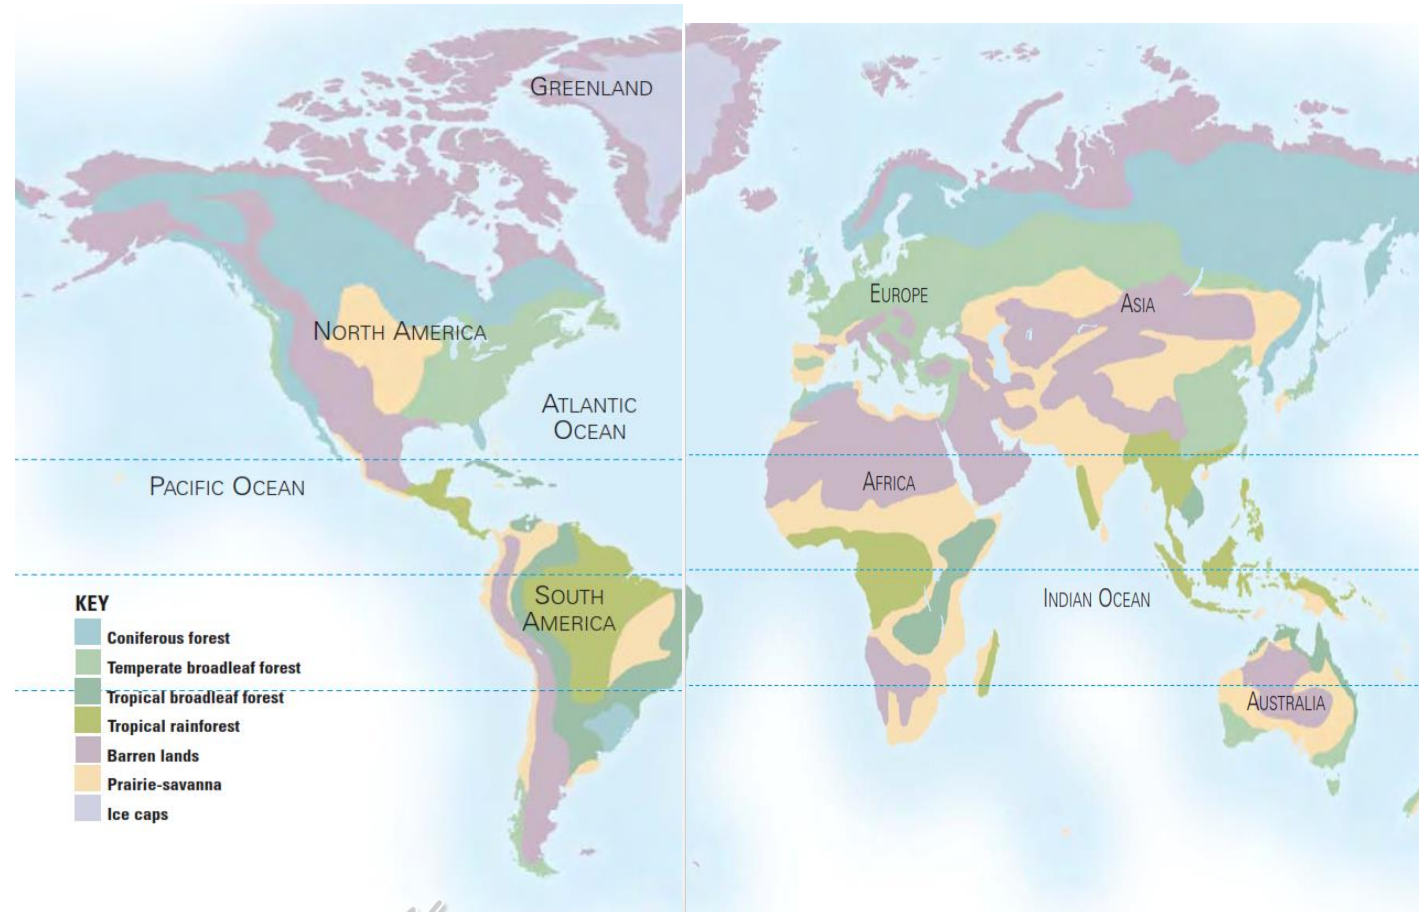 GREENLAND
NORTH AMERICA
ATLANTIC
OCEAN
PACIFIC OCEAN
SOUTH
AMERICA
KEY
Coniferous forest
Temperate broadleaf forest
Tropical broadleaf forest
Tropical rainforest
Barren lands
Prairie-savanna
Ice caps
EUROPE
ASIA
AFRICA
INDIAN OCEAN
AUSTRALIA